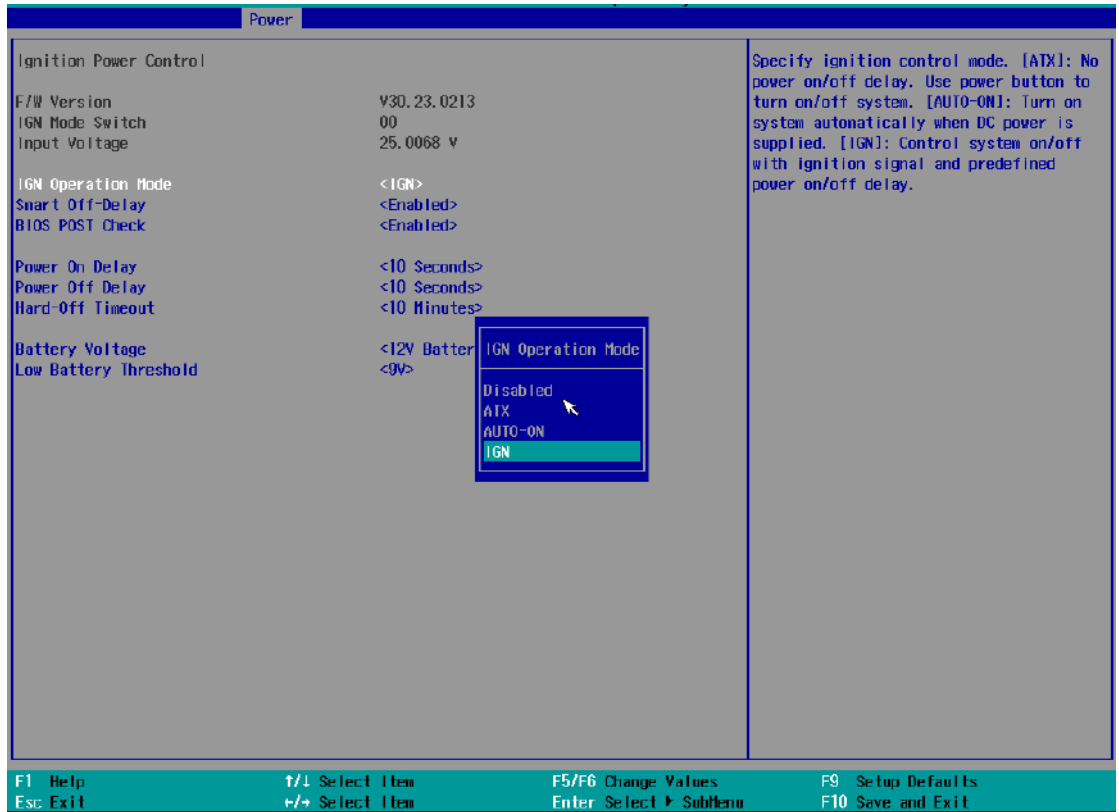 Power
Ignition Power Control
F/W Version V30.23.0213
IGN Mode Switch 00
Input Voltage 25.0068 V
IGN Operation Mode <IGN>
Smart Off-Delay <Enabled>
BIOS POST Check <Enabled>
Power On Delay <10 Seconds>
Power Off Delay <10 Seconds>
Hard-Off Timeout <10 Minutes>
Battery Voltage <12V Batter
Low Battery Threshold <9V>
IGN Operation Mode
Disabled
ATX
AUTO-ON
IGN
Specify ignition control mode. [ATX]: No
power on/off delay. Use power button to
turn on/off system. [AUTO-ON]: Turn on
system automatically when DC power is
supplied. [IGN]: Control system on/off
with ignition signal and predefined
power on/off delay.
F1 Help ↑/↓ Select Item F5/F6 Change Values F9 Setup Defaults
Esc Exit ←/→ Select Item Enter Select ▶ SubMenu F10 Save and Exit